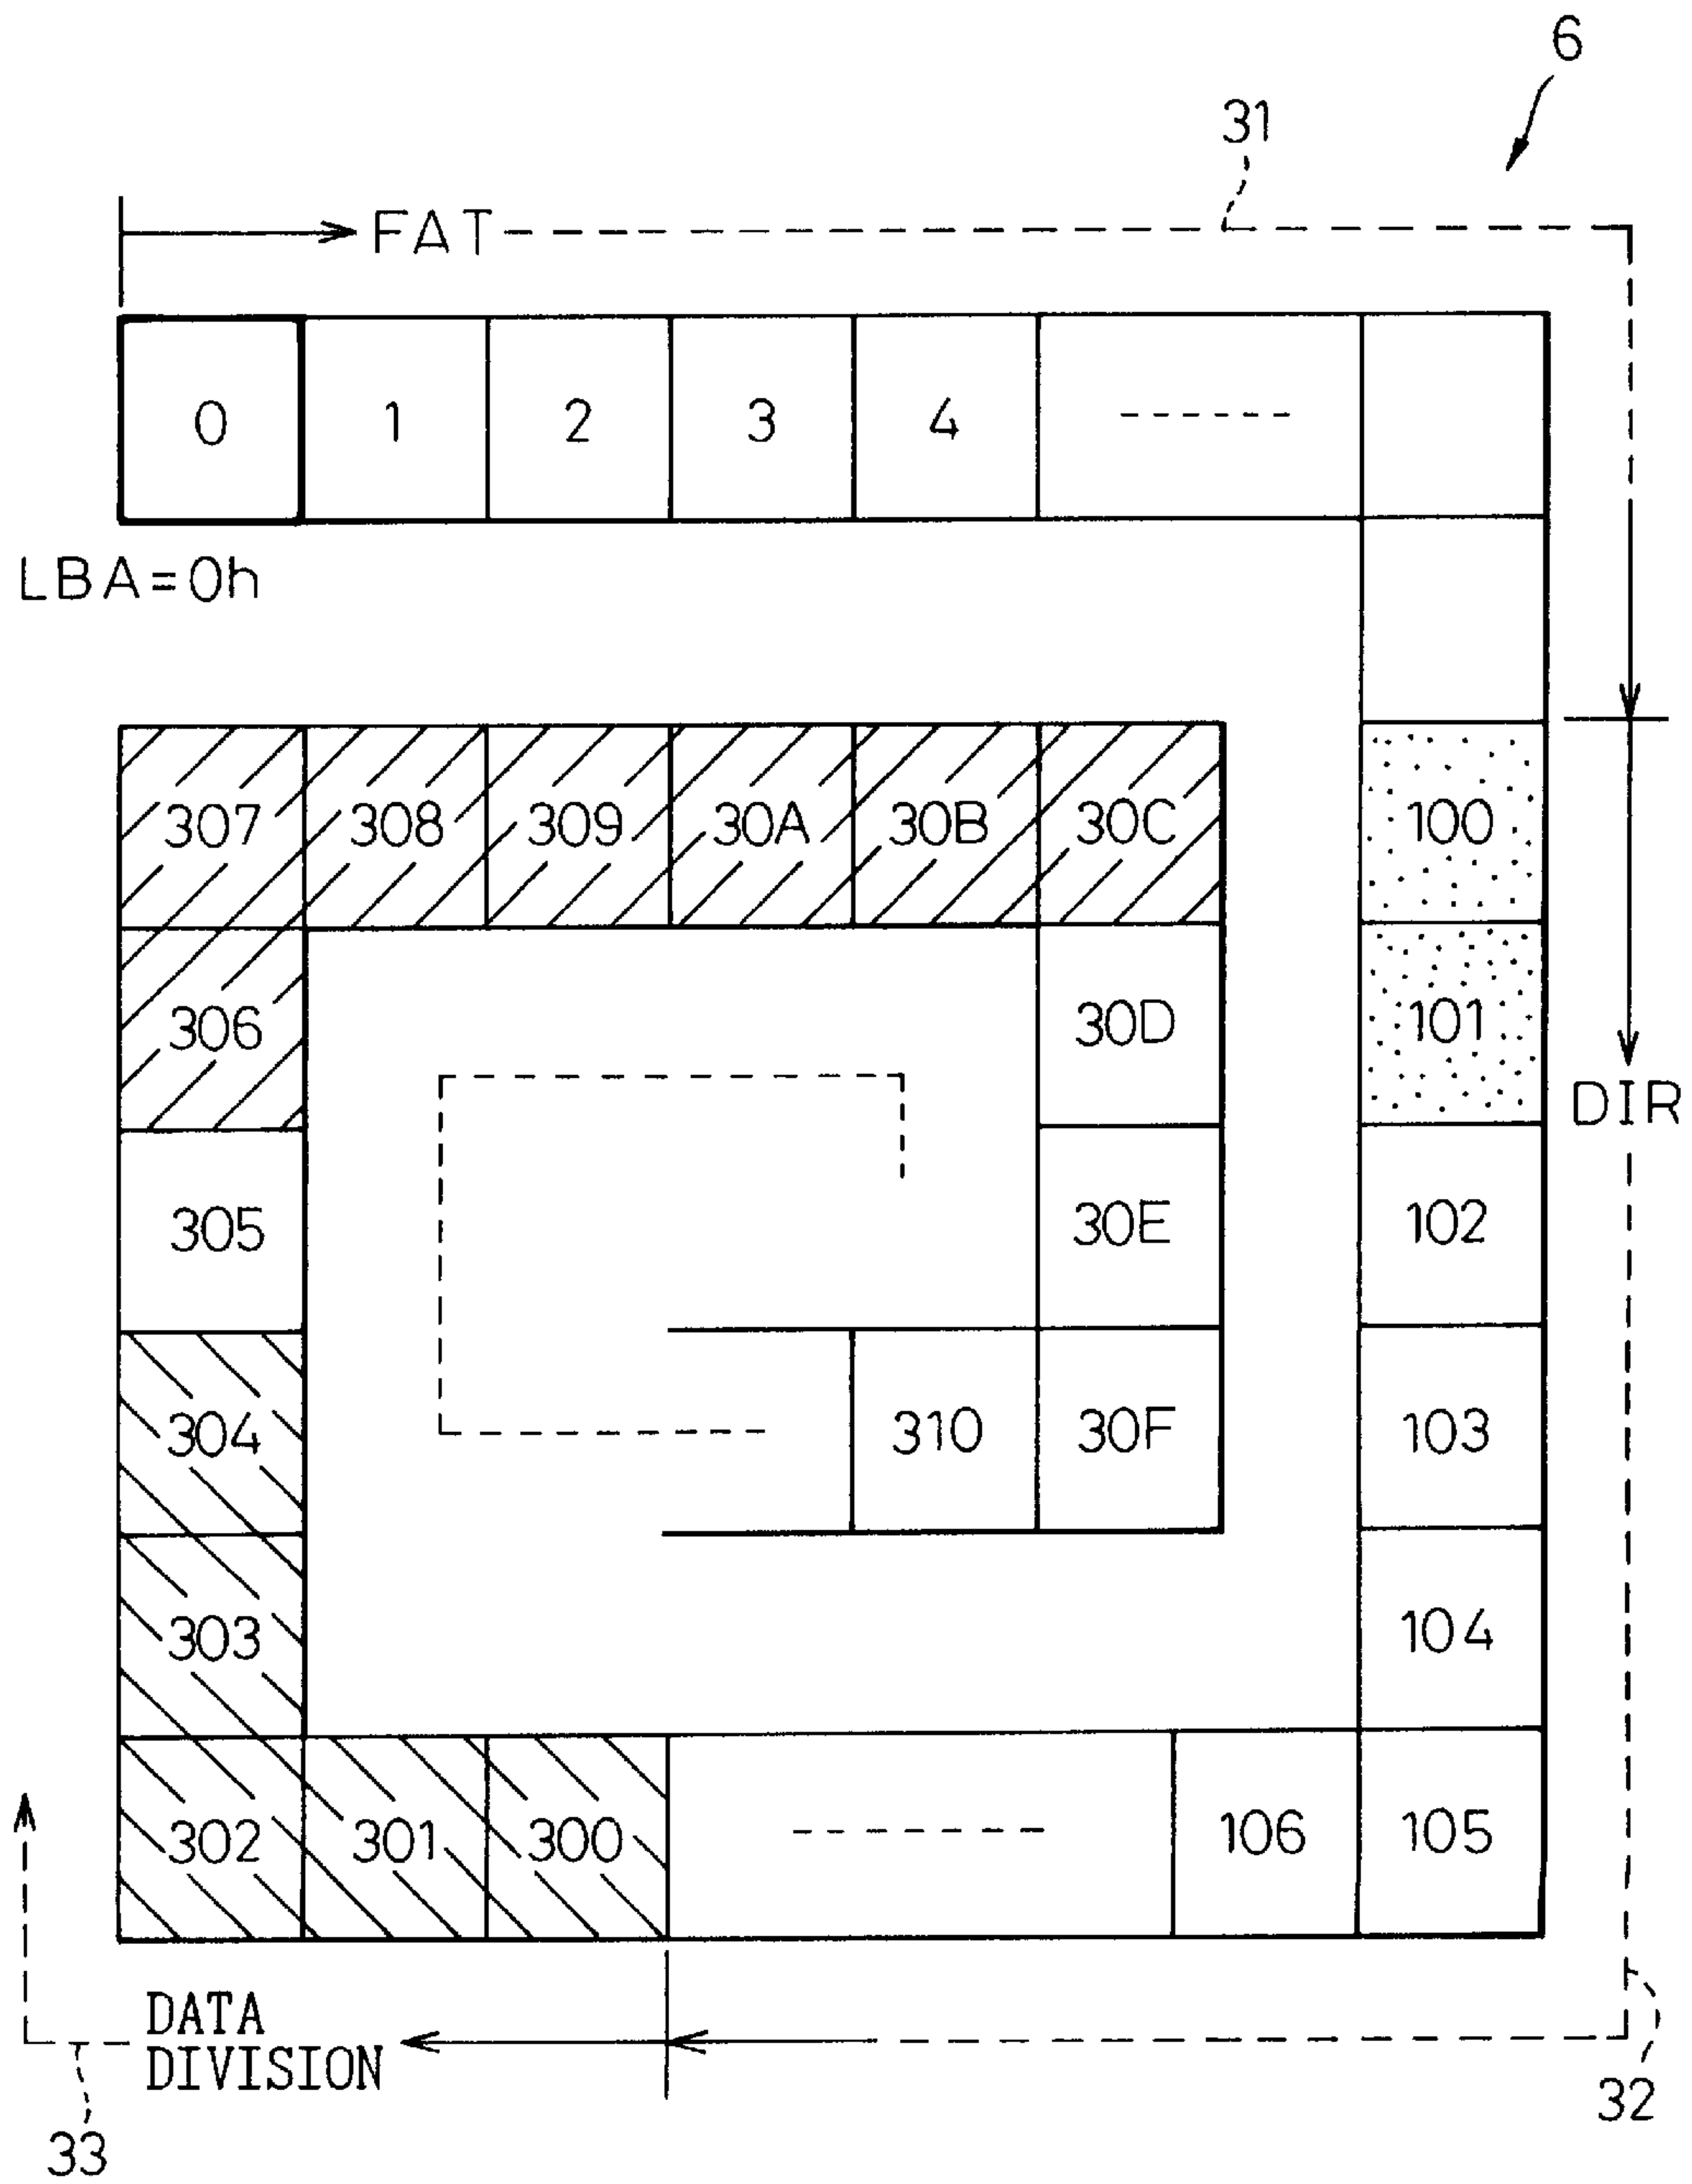 6
31
FAT
0 1 2 3 4
LBA=0h
307 308 309 30A 30B 30C 100
306 30D 101
DIR
305 30E 102
304 310 30F 103
303 104
302 301 300 106 105
DATA
DIVISION
32
33